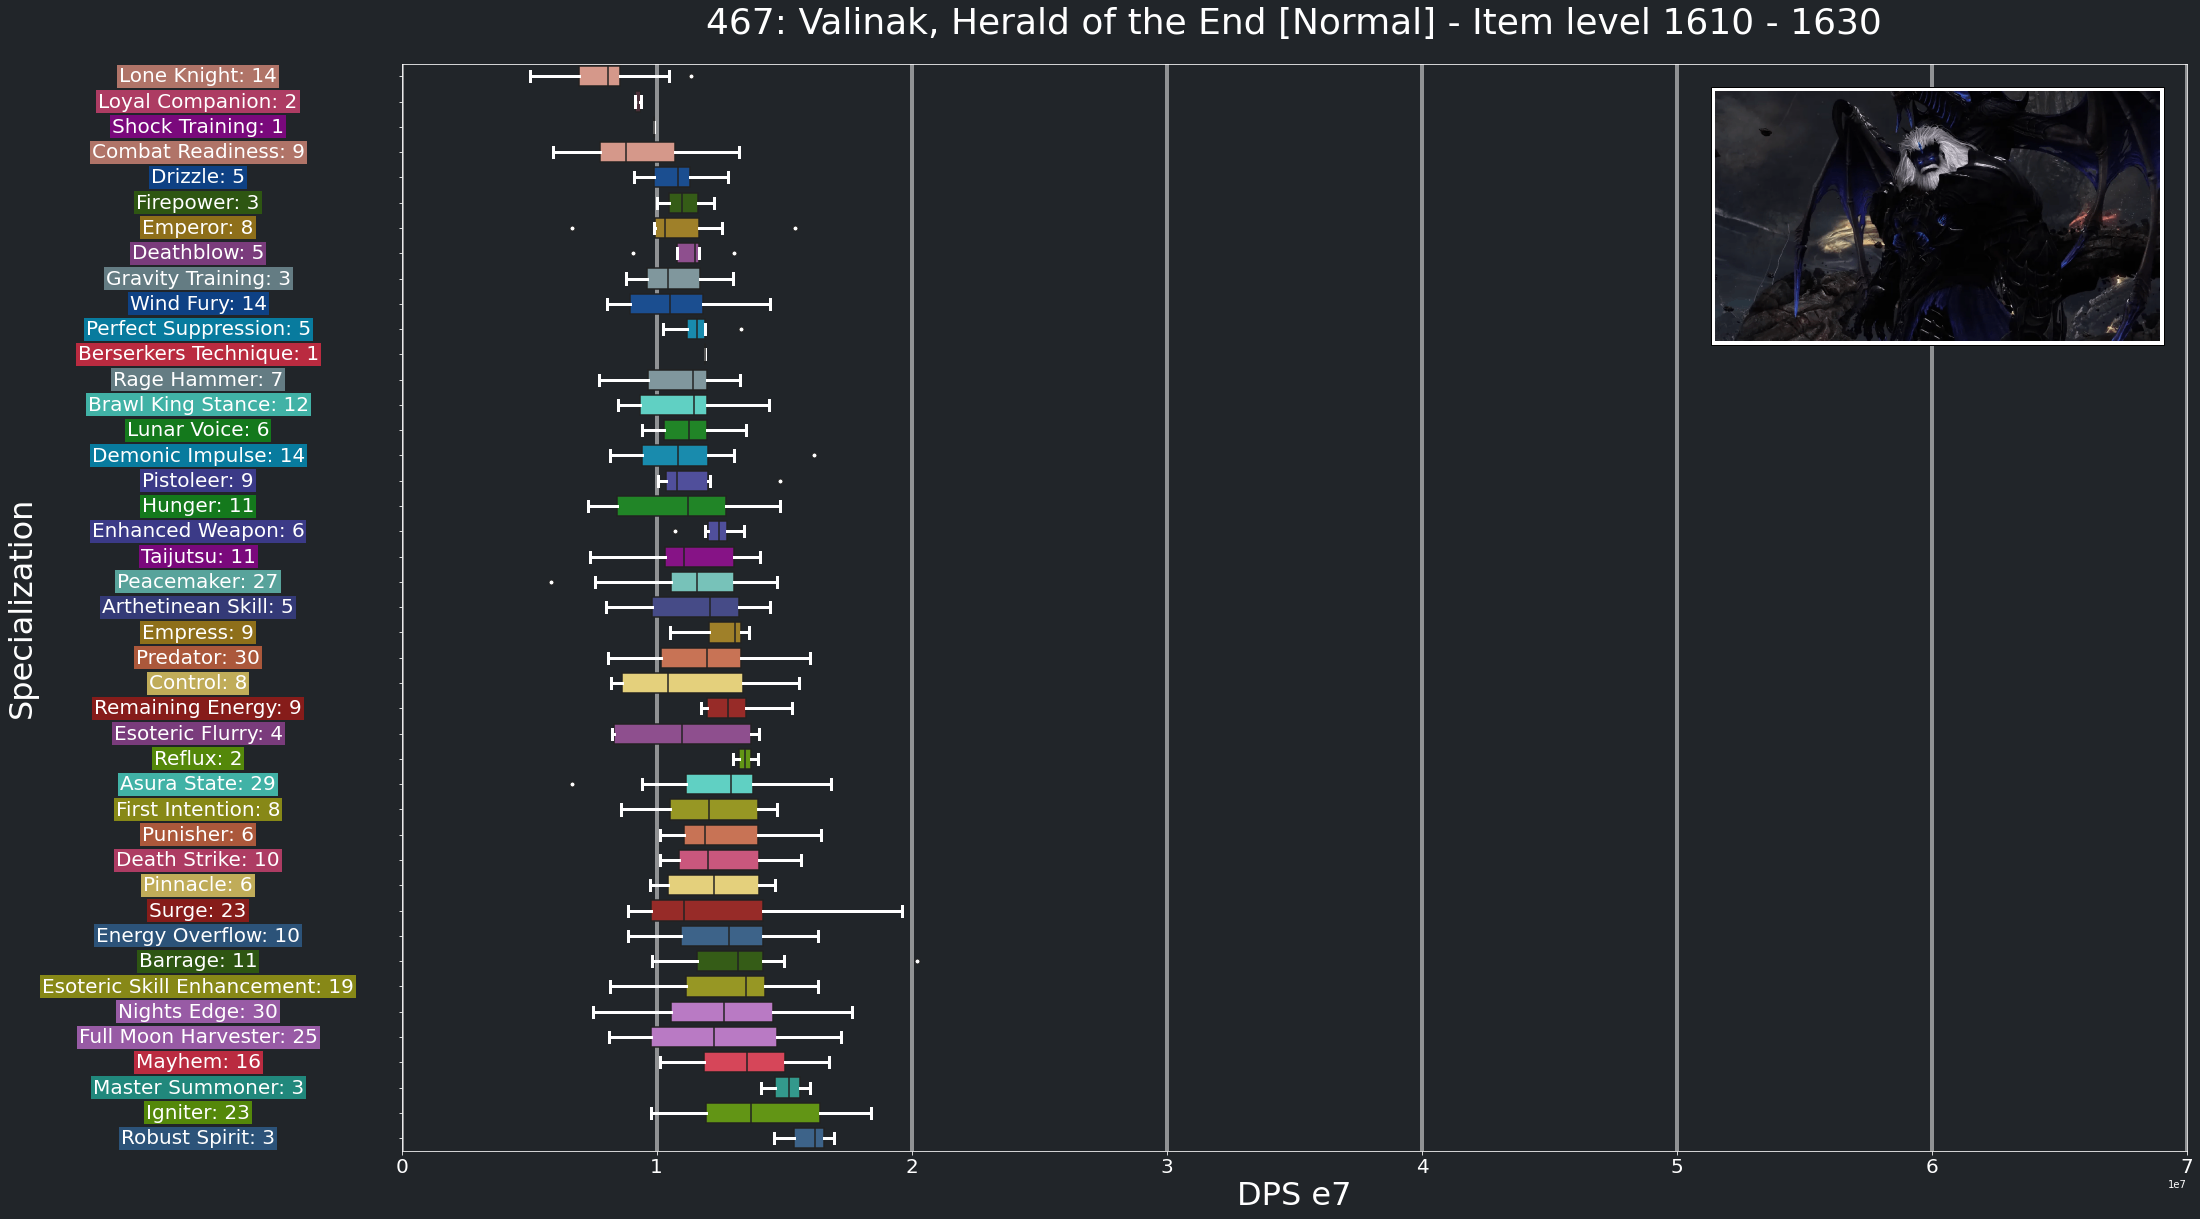 467: Valinak, Herald of the End [Normal] - Item level 1610 - 1630
Specialization
Lone Knight: 14
Loyal Companion: 2
Shock Training: 1
Combat Readiness: 9
Drizzle: 5
Firepower: 3
Emperor: 8
Deathblow: 5
Gravity Training: 3
Wind Fury: 14
Perfect Suppression: 5
Berserkers Technique: 1
Rage Hammer: 7
Brawl King Stance: 12
Lunar Voice: 6
Demonic Impulse: 14
Pistoleer: 9
Hunger: 11
Enhanced Weapon: 6
Taijutsu: 11
Peacemaker: 27
Arthetinean Skill: 5
Empress: 9
Predator: 30
Control: 8
Remaining Energy: 9
Esoteric Flurry: 4
Reflux: 2
Asura State: 29
First Intention: 8
Punisher: 6
Death Strike: 10
Pinnacle: 6
Surge: 23
Energy Overflow: 10
Barrage: 11
Esoteric Skill Enhancement: 19
Nights Edge: 30
Full Moon Harvester: 25
Mayhem: 16
Master Summoner: 3
Igniter: 23
Robust Spirit: 3
0 1 2 3 4 5 6 7
1e7
DPS e7